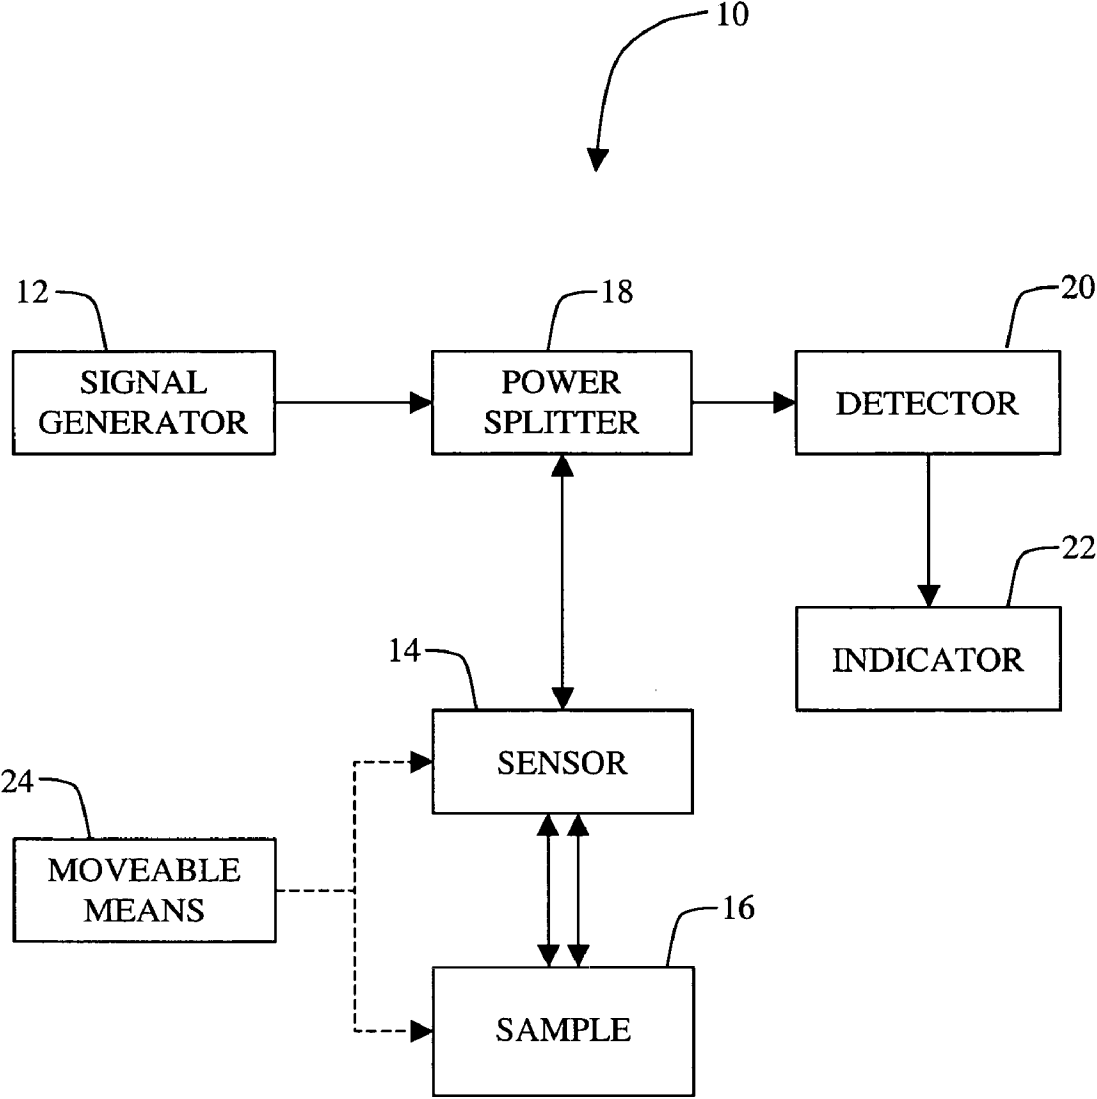 10
12
18
20
SIGNAL
GENERATOR
POWER
SPLITTER
DETECTOR
22
INDICATOR
14
SENSOR
24
MOVEABLE
MEANS
16
SAMPLE